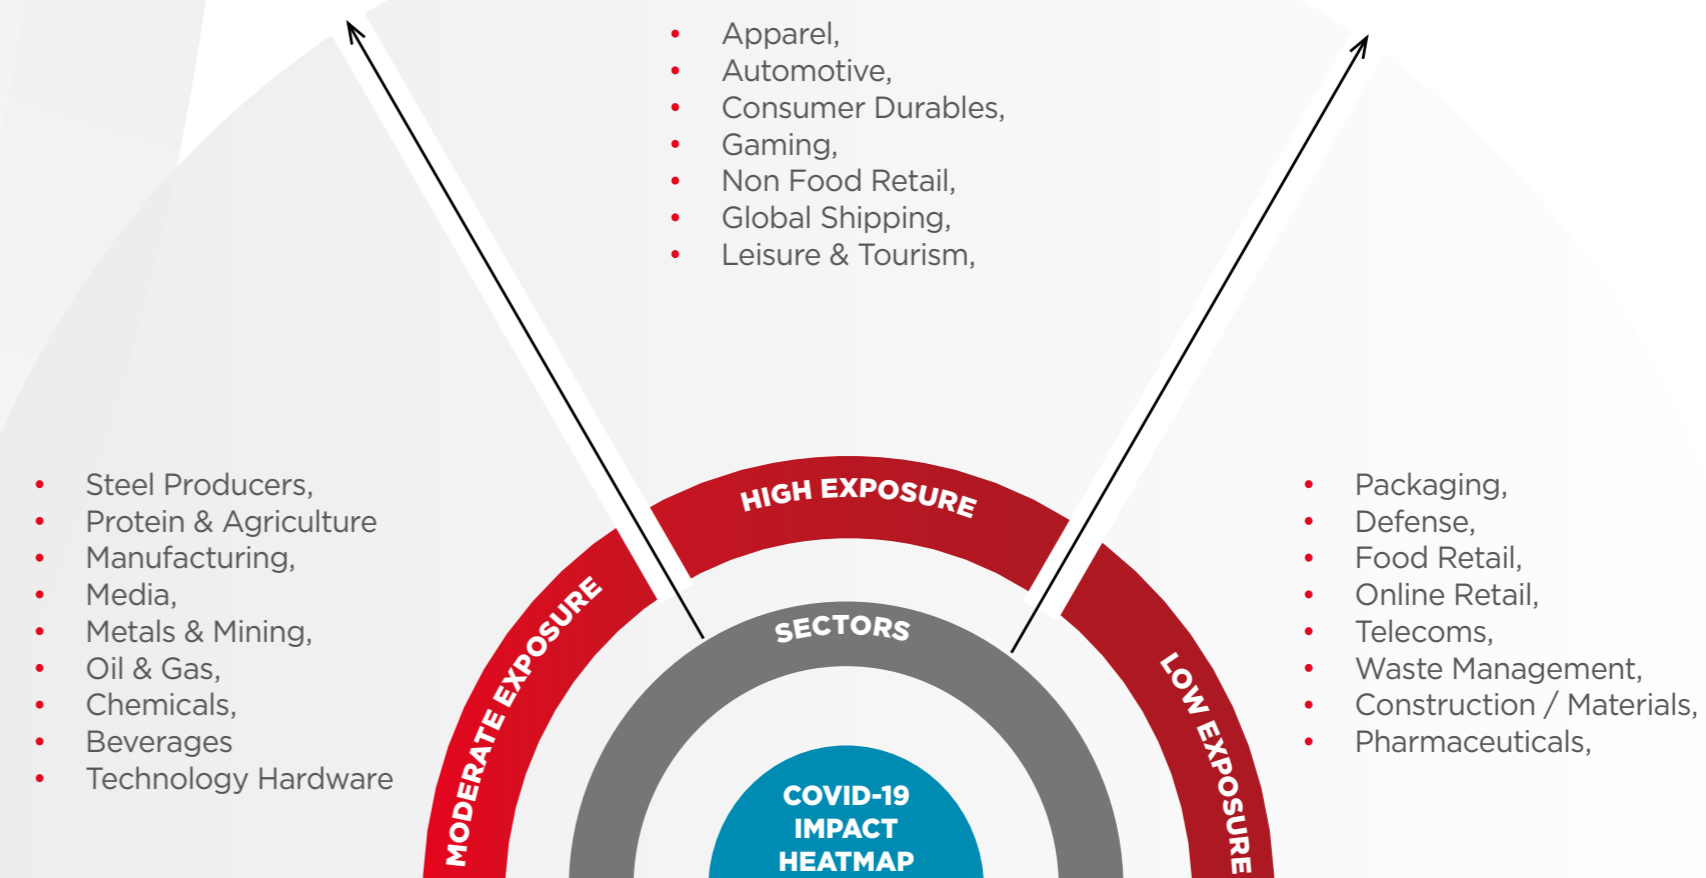 • Apparel,
• Automotive,
• Consumer Durables,
• Gaming,
• Non Food Retail,
• Global Shipping,
• Leisure & Tourism,
• Steel Producers,
• Protein & Agriculture
• Manufacturing,
• Media,
• Metals & Mining,
• Oil & Gas,
• Chemicals,
• Beverages
• Technology Hardware
MODERATE EXPOSURE
HIGH EXPOSURE
LOW EXPOSURE
SECTORS
COVID-19
IMPACT
HEATMAP
• Packaging,
• Defense,
• Food Retail,
• Online Retail,
• Telecoms,
• Waste Management,
• Construction / Materials,
• Pharmaceuticals,